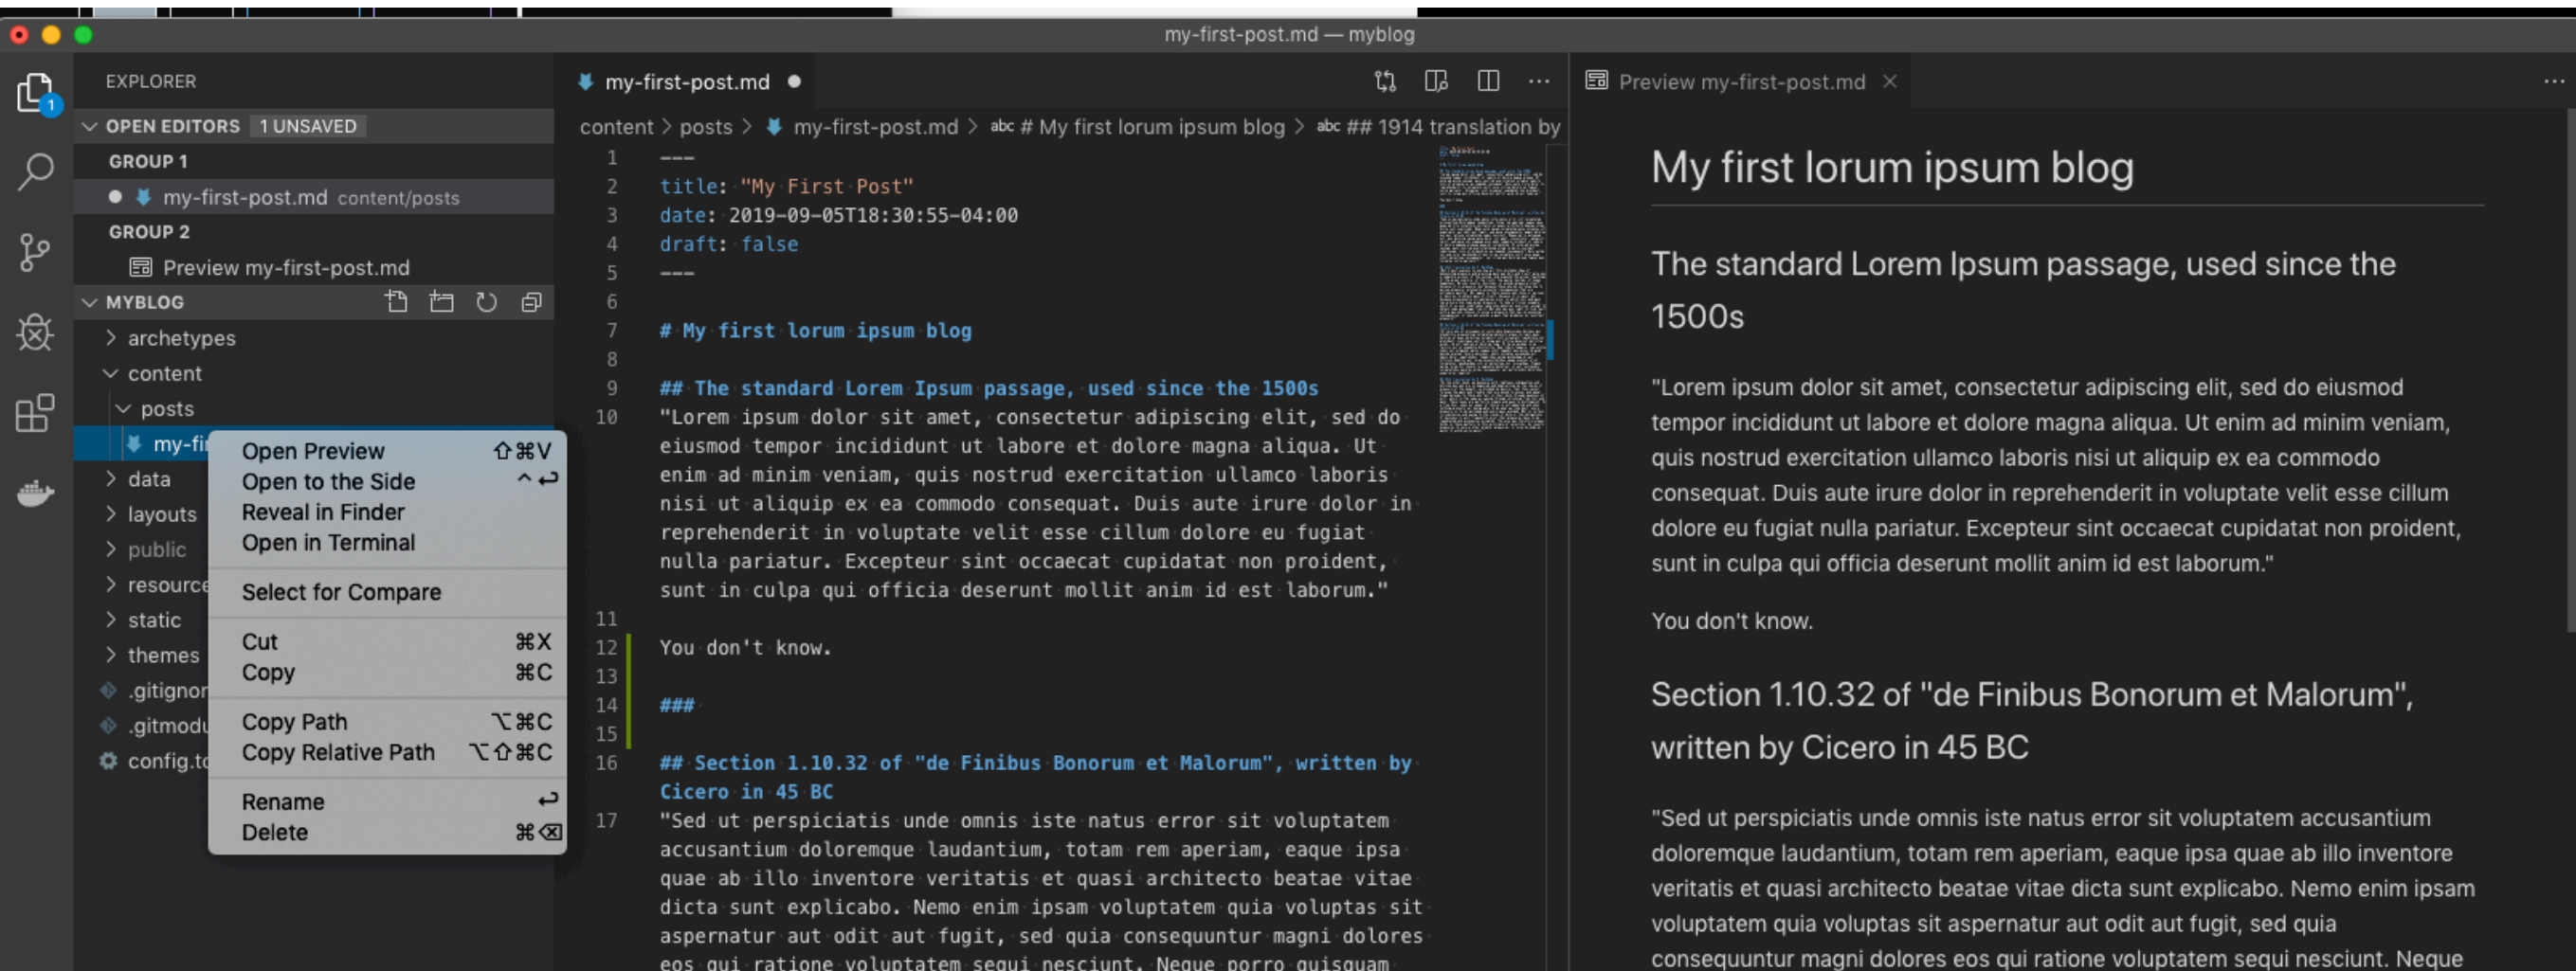 my-first-post.md — myblog
EXPLORER
OPEN EDITORS 1 UNSAVED
GROUP 1
my-first-post.md content/posts
GROUP 2
Preview my-first-post.md
MYBLOG
archetypes
content
posts
my-fir
data
layouts
public
resource
static
themes
.gitignor
.gitmodu
config.to
1
Open Preview ⇧⌘V
Open to the Side ^↩
Reveal in Finder
Open in Terminal
Select for Compare
Cut ⌘X
Copy ⌘C
Copy Path ⌥⌘C
Copy Relative Path ⌥⇧⌘C
Rename ↩
Delete ⌘⌫
my-first-post.md
content > posts > my-first-post.md > abc # My first lorum ipsum blog > abc ## 1914 translation by
1 ---
2 title: "My First Post"
3 date: 2019-09-05T18:30:55-04:00
4 draft: false
5 ---
6
7 # My first lorum ipsum blog
8
9 ## The standard Lorem Ipsum passage, used since the 1500s
10 "Lorem ipsum dolor sit amet, consectetur adipiscing elit, sed do
eiusmod tempor incididunt ut labore et dolore magna aliqua. Ut
enim ad minim veniam, quis nostrud exercitation ullamco laboris
nisi ut aliquip ex ea commodo consequat. Duis aute irure dolor in
reprehenderit in voluptate velit esse cillum dolore eu fugiat
nulla pariatur. Excepteur sint occaecat cupidatat non proident,
sunt in culpa qui officia deserunt mollit anim id est laborum."
11
12 You don't know.
13
14 ###
15
16 ## Section 1.10.32 of "de Finibus Bonorum et Malorum", written by
Cicero in 45 BC
17 "Sed ut perspiciatis unde omnis iste natus error sit voluptatem
accusantium doloremque laudantium, totam rem aperiam, eaque ipsa
quae ab illo inventore veritatis et quasi architecto beatae vitae
dicta sunt explicabo. Nemo enim ipsam voluptatem quia voluptas sit
aspernatur aut odit aut fugit, sed quia consequuntur magni dolores
eos qui ratione voluptatem sequi nesciunt. Neque porro quisquam
Preview my-first-post.md
My first lorum ipsum blog
The standard Lorem Ipsum passage, used since the
1500s
"Lorem ipsum dolor sit amet, consectetur adipiscing elit, sed do eiusmod
tempor incididunt ut labore et dolore magna aliqua. Ut enim ad minim veniam,
quis nostrud exercitation ullamco laboris nisi ut aliquip ex ea commodo
consequat. Duis aute irure dolor in reprehenderit in voluptate velit esse cillum
dolore eu fugiat nulla pariatur. Excepteur sint occaecat cupidatat non proident,
sunt in culpa qui officia deserunt mollit anim id est laborum."
You don't know.
Section 1.10.32 of "de Finibus Bonorum et Malorum",
written by Cicero in 45 BC
"Sed ut perspiciatis unde omnis iste natus error sit voluptatem accusantium
doloremque laudantium, totam rem aperiam, eaque ipsa quae ab illo inventore
veritatis et quasi architecto beatae vitae dicta sunt explicabo. Nemo enim ipsam
voluptatem quia voluptas sit aspernatur aut odit aut fugit, sed quia
consequuntur magni dolores eos qui ratione voluptatem sequi nesciunt. Neque